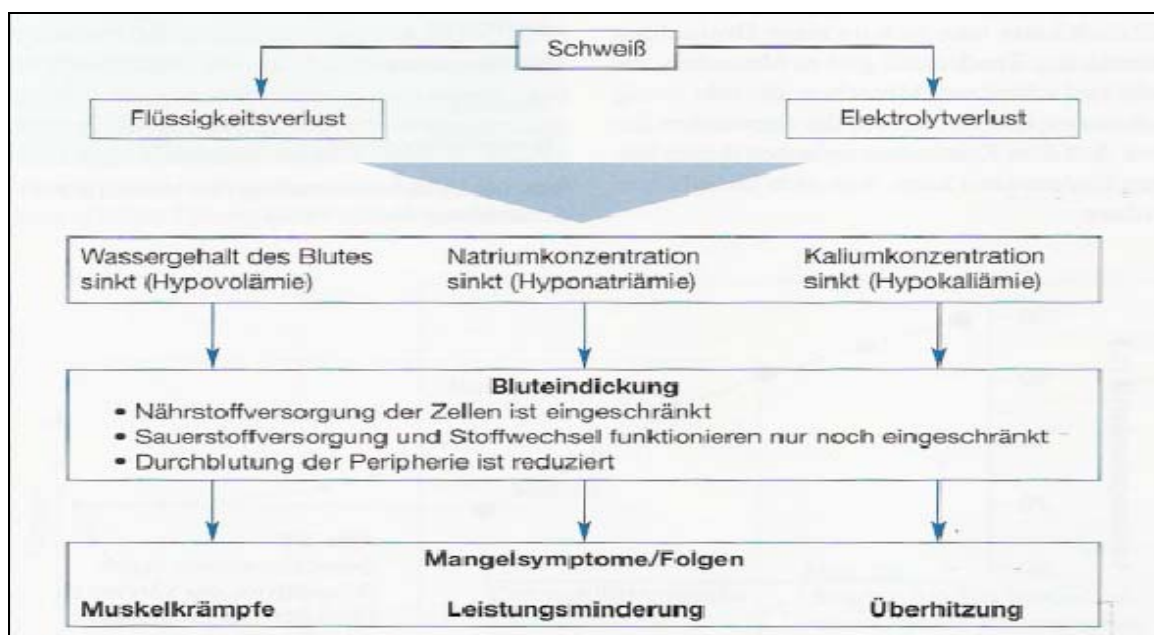 Schweiß
Flüssigkeitsverlust
Elektrolytverlust
Wassergehalt des Blutes
sinkt (Hypovolämie)
Natriumkonzentration
sinkt (Hyponatriämie)
Kaliumkonzentration
sinkt (Hypokaliämie)
Bluteindickung
• Nährstoffversorgung der Zellen ist eingeschränkt
• Sauerstoffversorgung und Stoffwechsel funktionieren nur noch eingeschränkt
• Durchblutung der Peripherie ist reduziert
Mangelsymptome/Folgen
Muskelkrämpfe
Leistungsminderung
Überhitzung